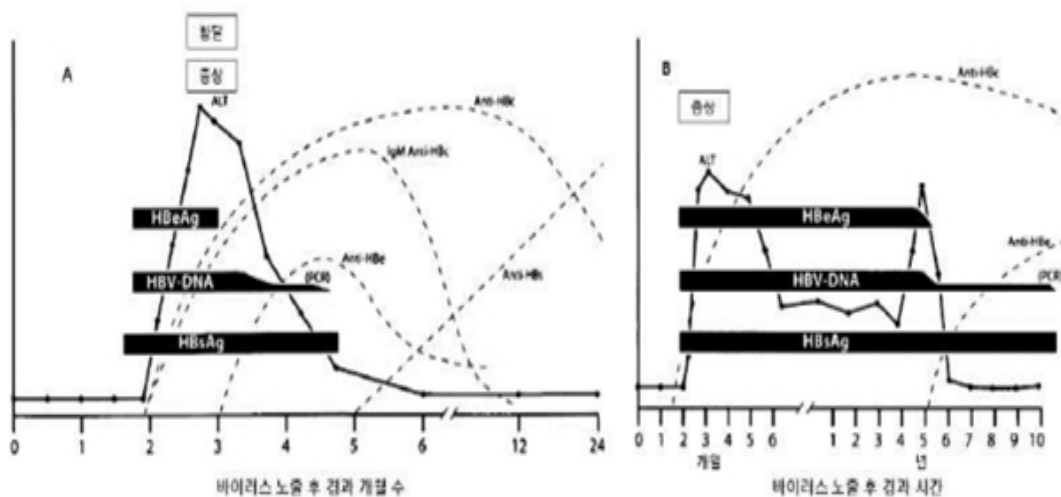 A
황달
증상
ALT
Anti-HBc
IgM Anti-HBc
HBeAg
Anti-HBe
HBV-DNA
(PCR)
Anti-HBs
HBsAg
0 1 2 3 4 5 6 12 24
바이러스 노출 후 경과 개월 수
B
증상
Anti-HBc
ALT
HBeAg
Anti-HBe
HBV-DNA
(PCR)
HBsAg
0 1 2 3 4 5 6 1 2 3 4 5 6 7 8 9 10
개월 년
바이러스 노출 후 경과 시간